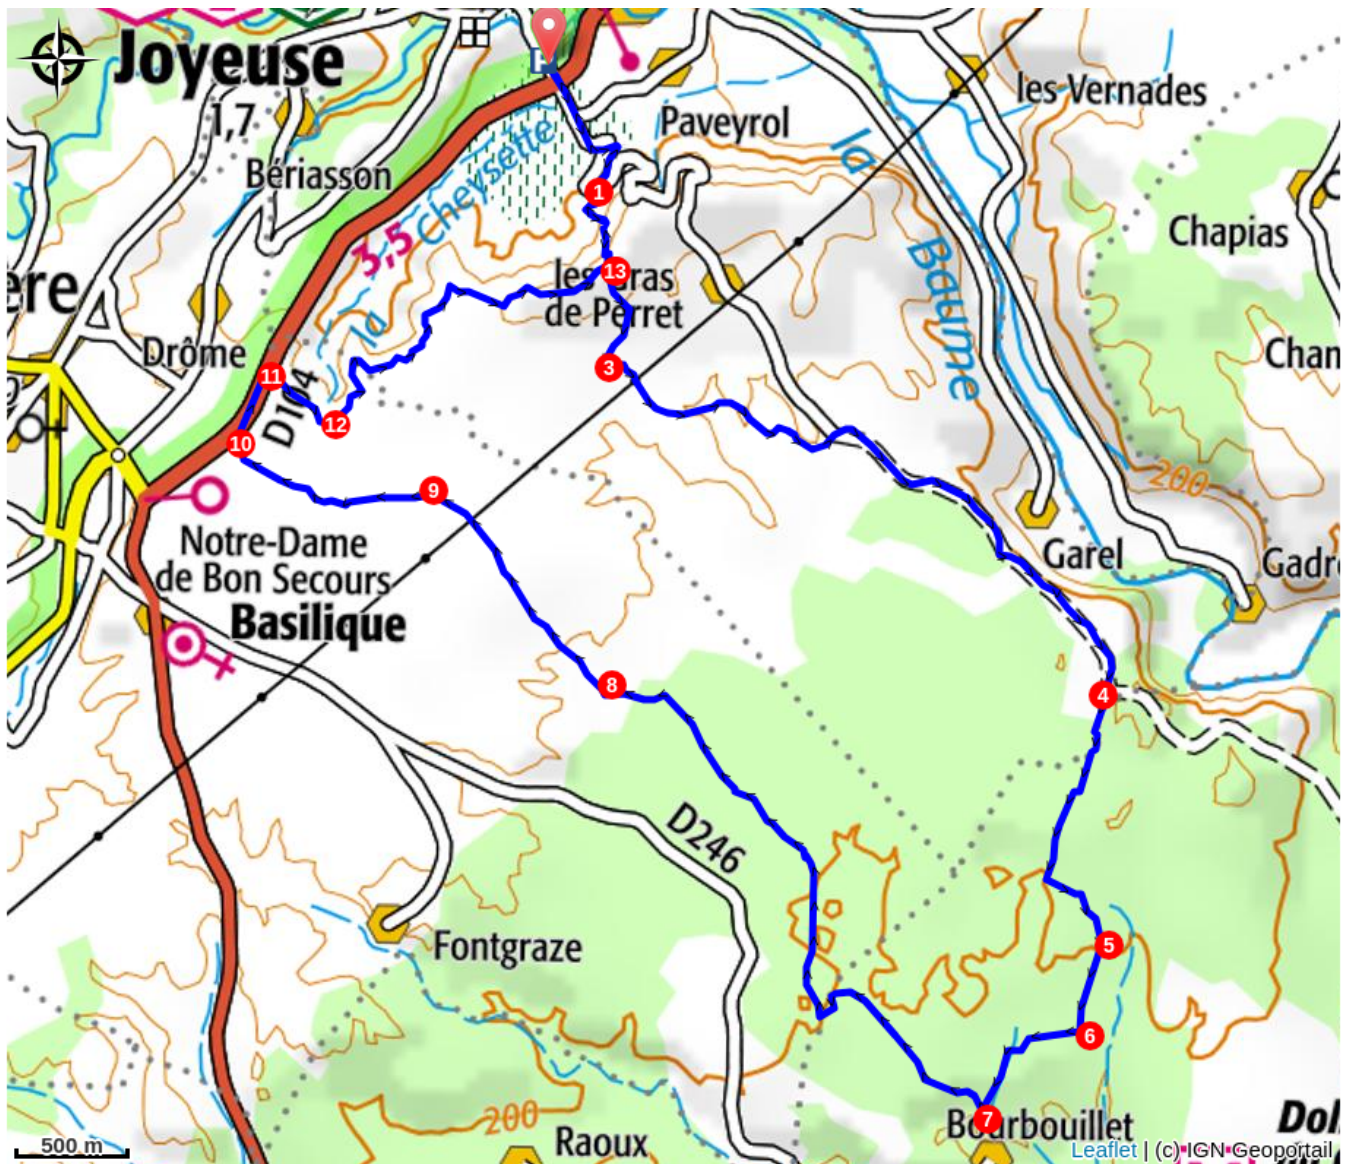 Joyeuse
1,7
P
les Vernades
Paveyrol
la
Bériasson
Cheysette
1
Chapias
3,5
Baume
13
les Gras
de Perret
ère
la
Drôme
Chan
3
11
D104
12
10
9
200
Notre-Dame
de Bon Secours
Basilique
Garel
Gadr
8
4
D246
Fontgraze
5
6
Bourbouillet
7
200
Raoux
Dol
500 m
Leaflet | (c) IGN Geoportail